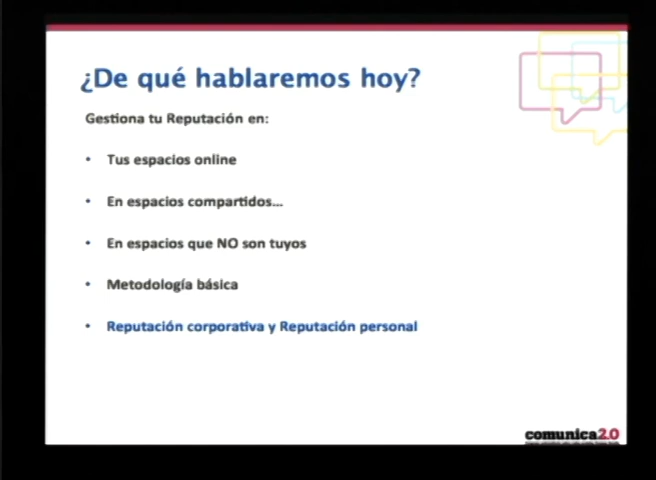 ¿De qué hablaremos hoy?
Gestiona tu Reputación en:
• Tus espacios online
• En espacios compartidos...
• En espacios que NO son tuyos
• Metodología básica
• Reputación corporativa y Reputación personal
comunica2.0